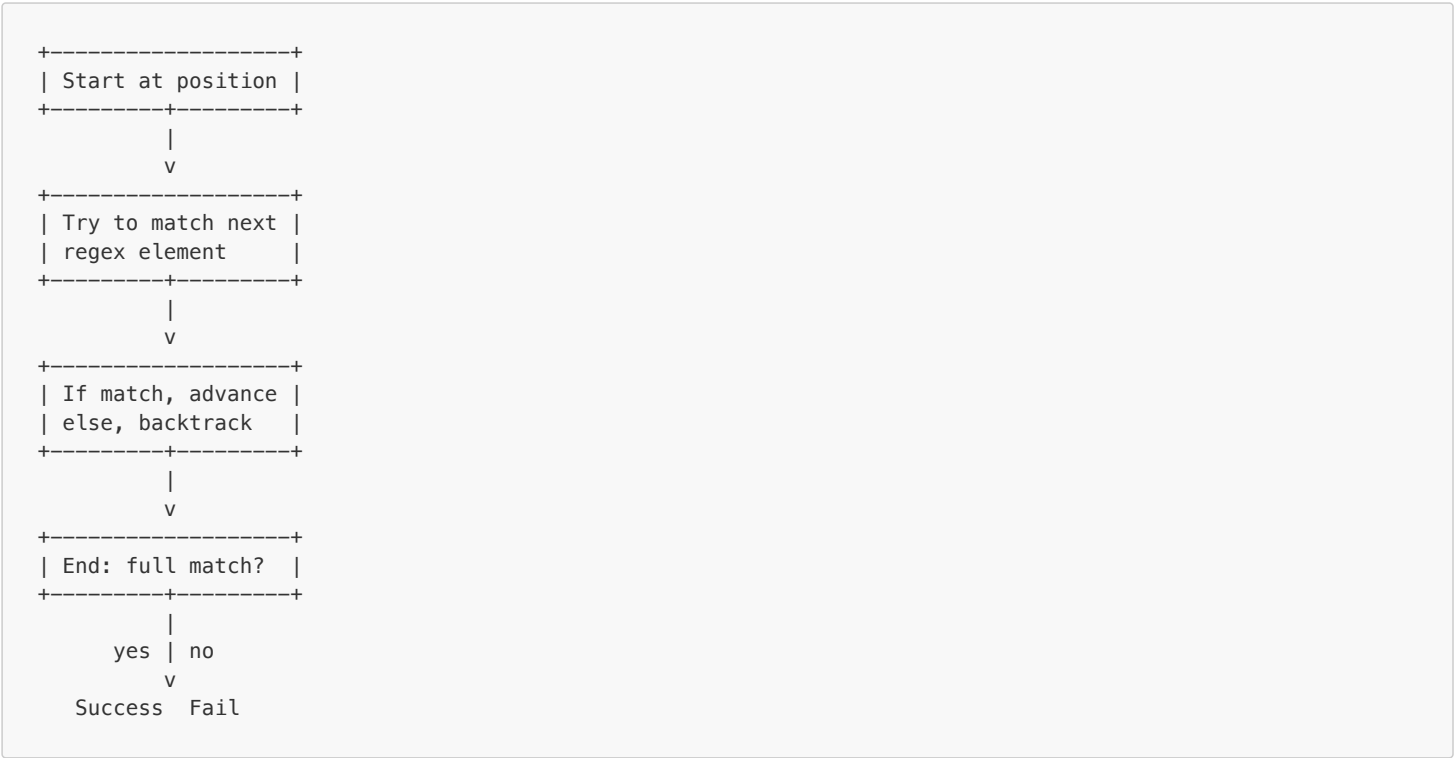 +-------------------+
| Start at position |
+---------+---------+
          |
          v
+-------------------+
| Try to match next |
| regex element     |
+---------+---------+
          |
          v
+-------------------+
| If match, advance |
| else, backtrack   |
+---------+---------+
          |
          v
+-------------------+
| End: full match?  |
+---------+---------+
          |
      yes | no
          v
   Success  Fail